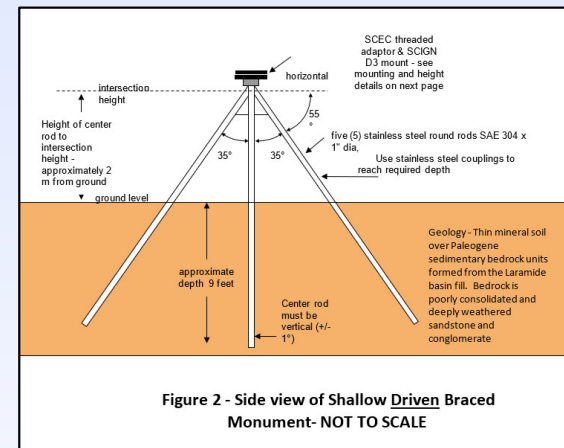 SCEC threaded
adaptor & SCIGN
D3 mount - see
mounting and height
details on next page
horizontal
intersection
height
55
°
Height of center
rod to
intersection
height -
approximately 2
m from ground
five (5) stainless steel round rods SAE 304 x
1" dia,
35°
35°
Use stainless steel couplings to
reach required depth
ground level
approximate
depth 9 feet
Geology - Thin mineral soil
over Paleogene
sedimentary bedrock units
formed from the Laramide
basin fill. Bedrock is
poorly consolidated and
deeply weathered
sandstone and
conglomerate
Center rod
must be
vertical (+/-
1°)
Figure 2 - Side view of Shallow Driven Braced
Monument- NOT TO SCALE